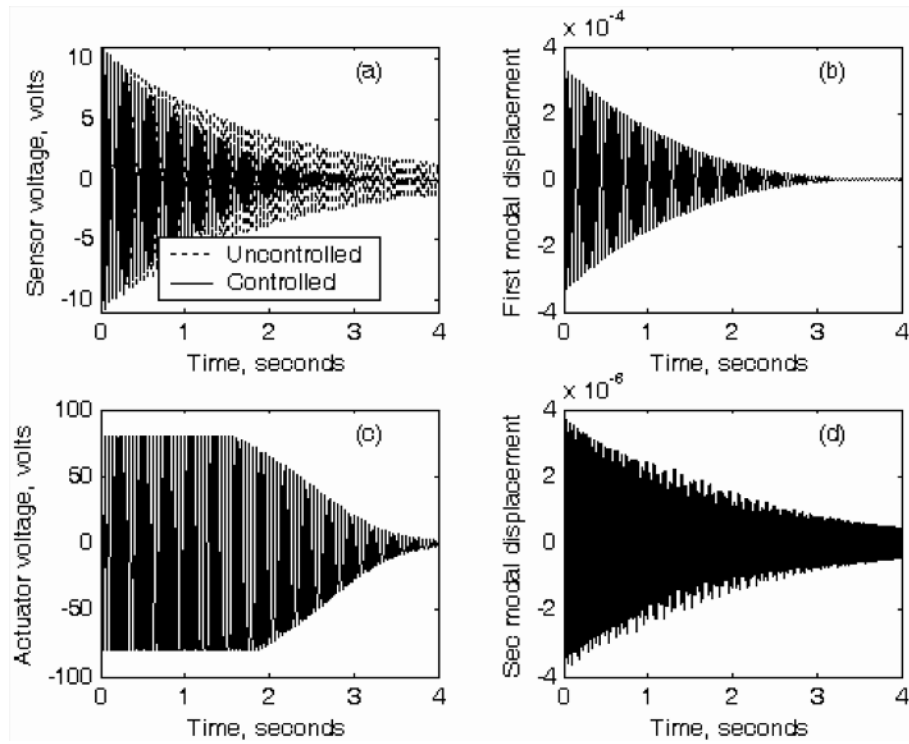 (a)
10
5
0
-5
-10
Sensor voltage, volts
Uncontrolled
Controlled
0 1 2 3 4
Time, seconds
× 10⁻⁴
(b)
4
2
0
-2
-4
First modal displacement
0 1 2 3 4
Time, seconds
(c)
100
50
0
-50
-100
Actuator voltage, volts
0 1 2 3 4
Time, seconds
× 10⁻⁶
(d)
4
2
0
-2
-4
Sec modal displacement
0 1 2 3 4
Time, seconds